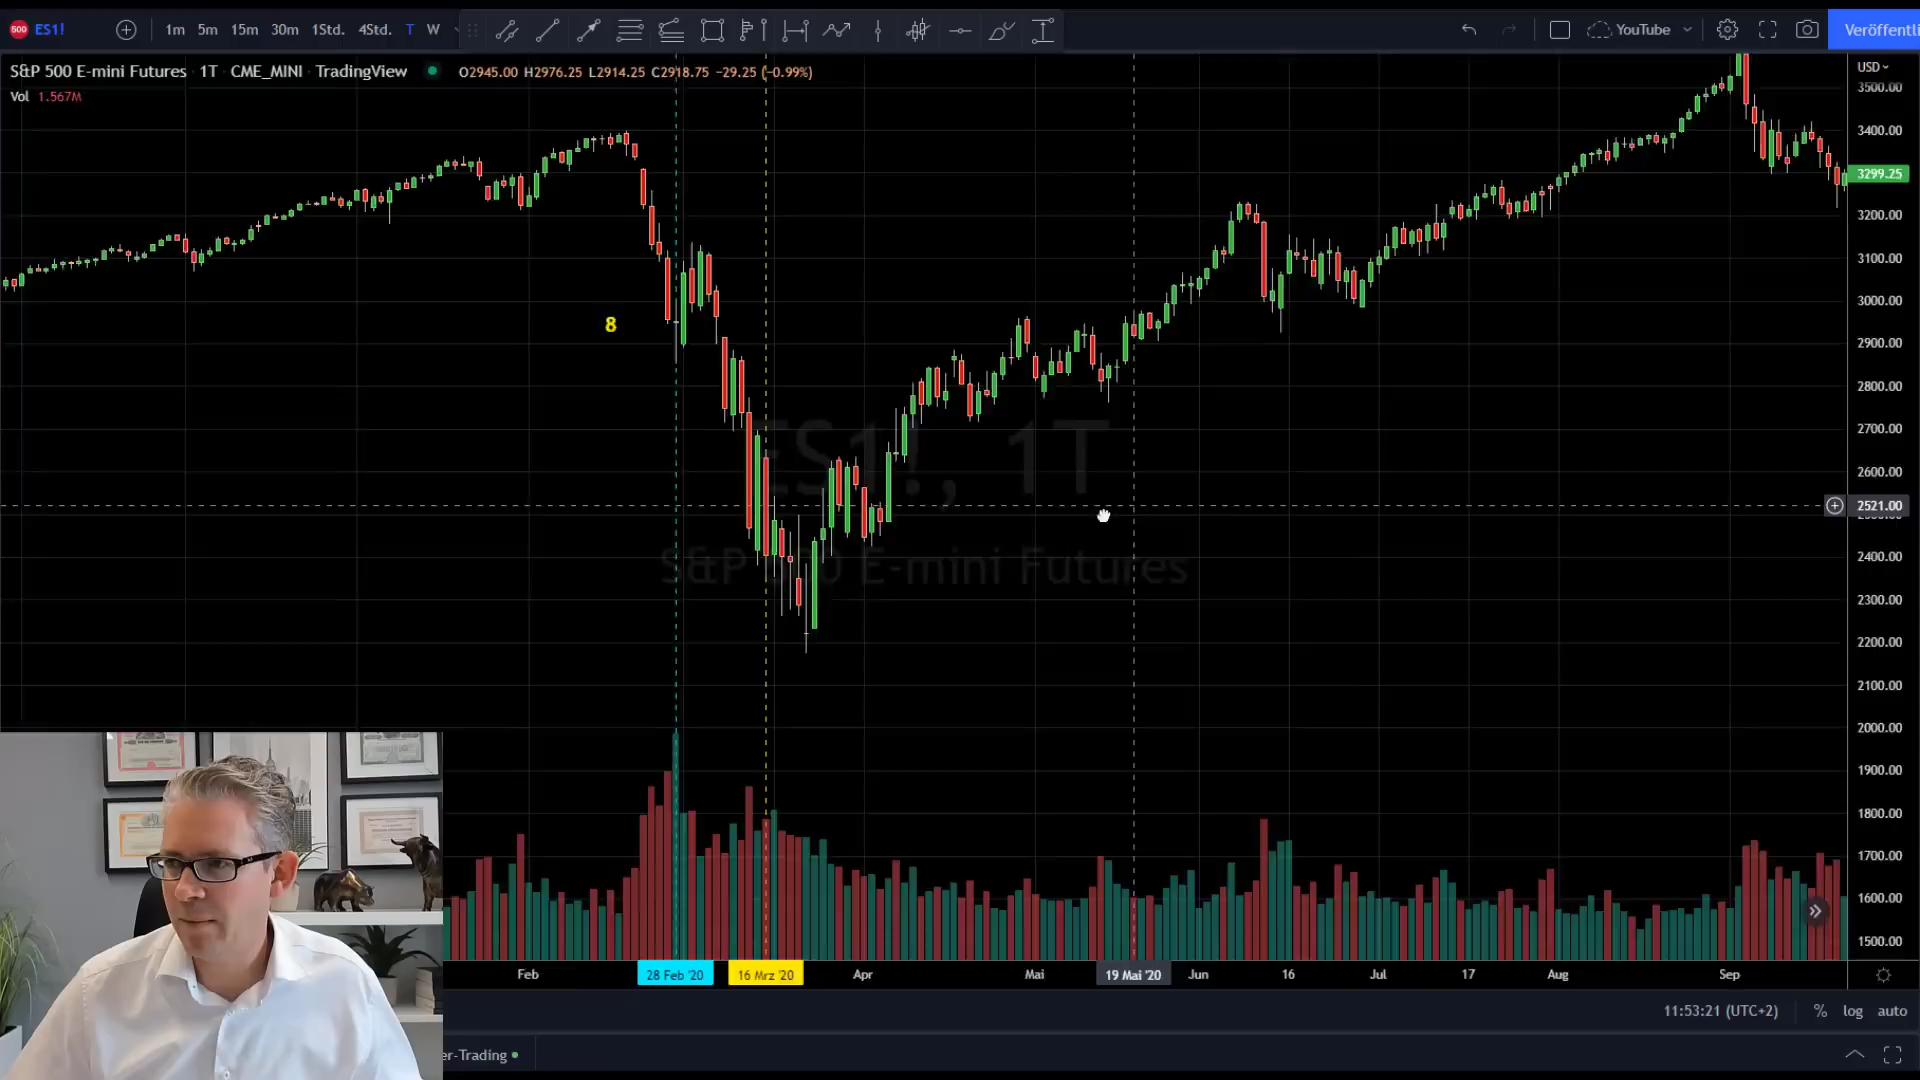 500 ES1! 1m 5m 15m 30m 1Std. 4Std. T W YouTube Veröffentli
S&P 500 E-mini Futures · 1T · CME_MINI · TradingView O2945.00 H2976.25 L2914.25 C2918.75 −29.25 (−0.99%)
Vol 1.567M
USD
3500.00
3400.00
3299.25
3200.00
3100.00
3000.00
8
2900.00
2800.00
2700.00
ES1!, 1T
2600.00
2521.00
2400.00
S&P 500 E-mini Futures
2300.00
2200.00
2100.00
2000.00
1900.00
1800.00
1700.00
1600.00
1500.00
Feb 28 Feb '20 16 Mrz '20 Apr Mai 19 Mai '20 Jun 16 Jul 17 Aug Sep
11:53:21 (UTC+2) % log auto
er-Trading